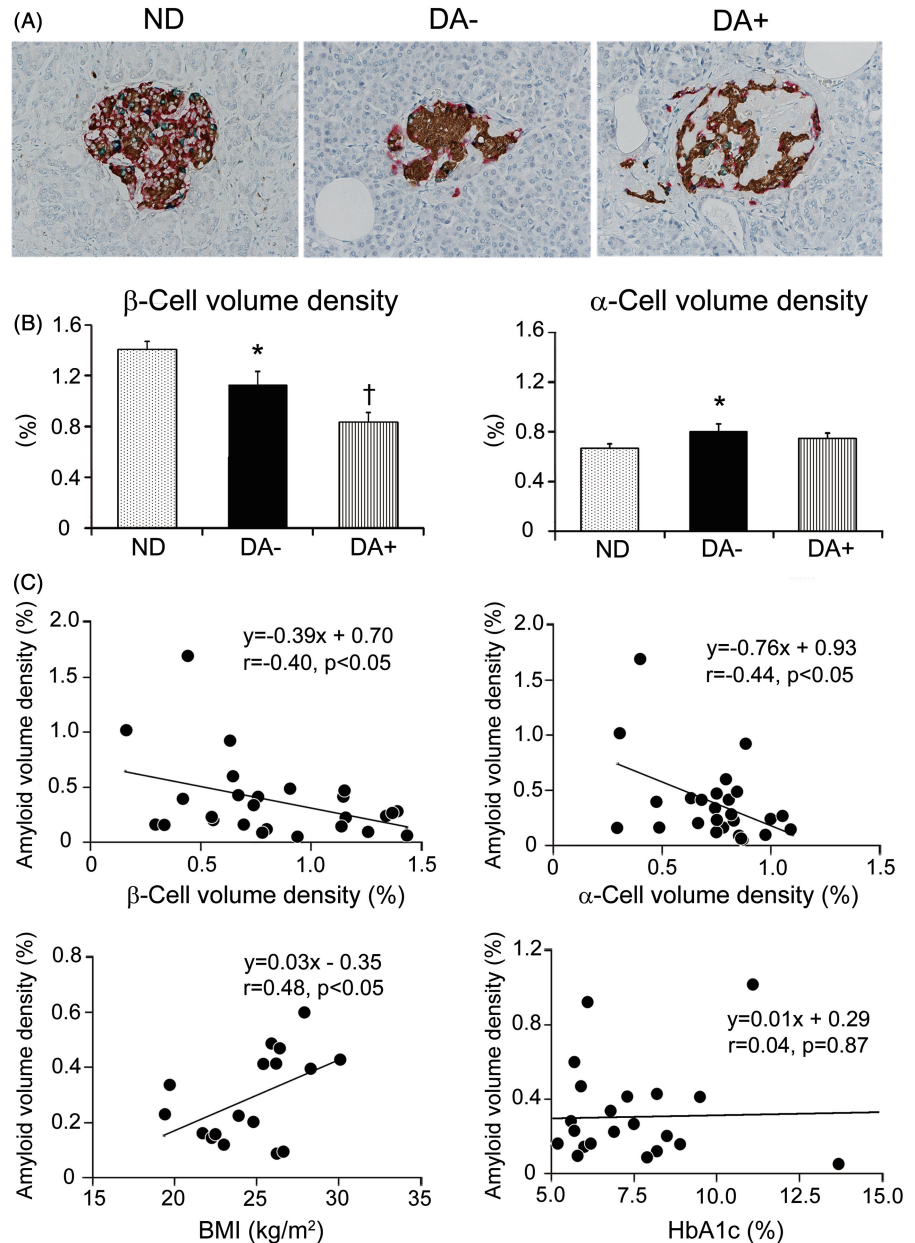 (A)
ND DA- DA+
(B)
β-Cell volume density
(%)
1.6
1.2
0.8
0.4
0
*
†
ND DA- DA+
α-Cell volume density
(%)
1.6
1.2
0.8
0.4
0
*
ND DA- DA+
(C)
Amyloid volume density (%)
2.0
1.5
1.0
0.5
0
y=-0.39x + 0.70
r=-0.40, p<0.05
0 0.5 1.0 1.5
β-Cell volume density (%)
Amyloid volume density (%)
2.0
1.5
1.0
0.5
0
y=-0.76x + 0.93
r=-0.44, p<0.05
0 0.5 1.0 1.5
α-Cell volume density (%)
Amyloid volume density (%)
0.8
0.6
0.4
0.2
0
y=0.03x - 0.35
r=0.48, p<0.05
15 20 25 30 35
BMI (kg/m²)
Amyloid volume density (%)
1.2
0.8
0.4
0
y=0.01x + 0.29
r=0.04, p=0.87
5.0 7.5 10.0 12.5 15.0
HbA1c (%)